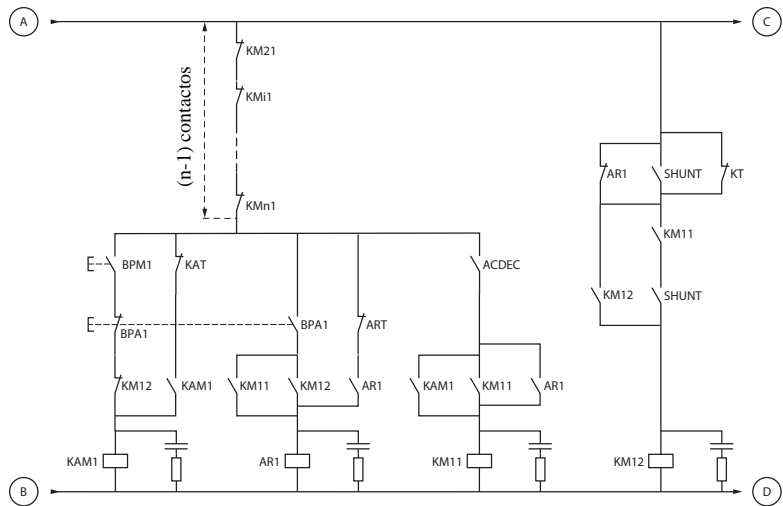 A
C
KM21
KMi1
(n-1) contactos
KMn1
AR1
SHUNT
KT
KM11
BPM1
KAT
ACDEC
KM12
SHUNT
BPA1
BPA1
ART
KM12
KAM1
KM11
KM12
AR1
KAM1
KM11
AR1
KAM1
AR1
KM11
KM12
B
D